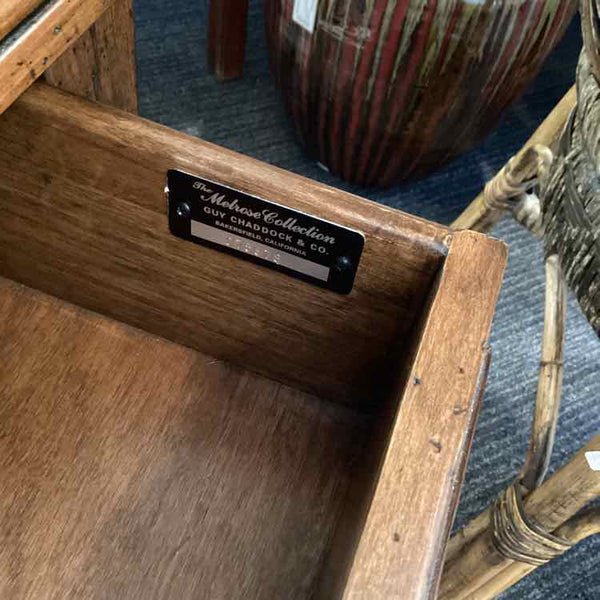 The
Melrose Collection
GUY CHADDOCK & CO.
BAKERSFIELD, CALIFORNIA